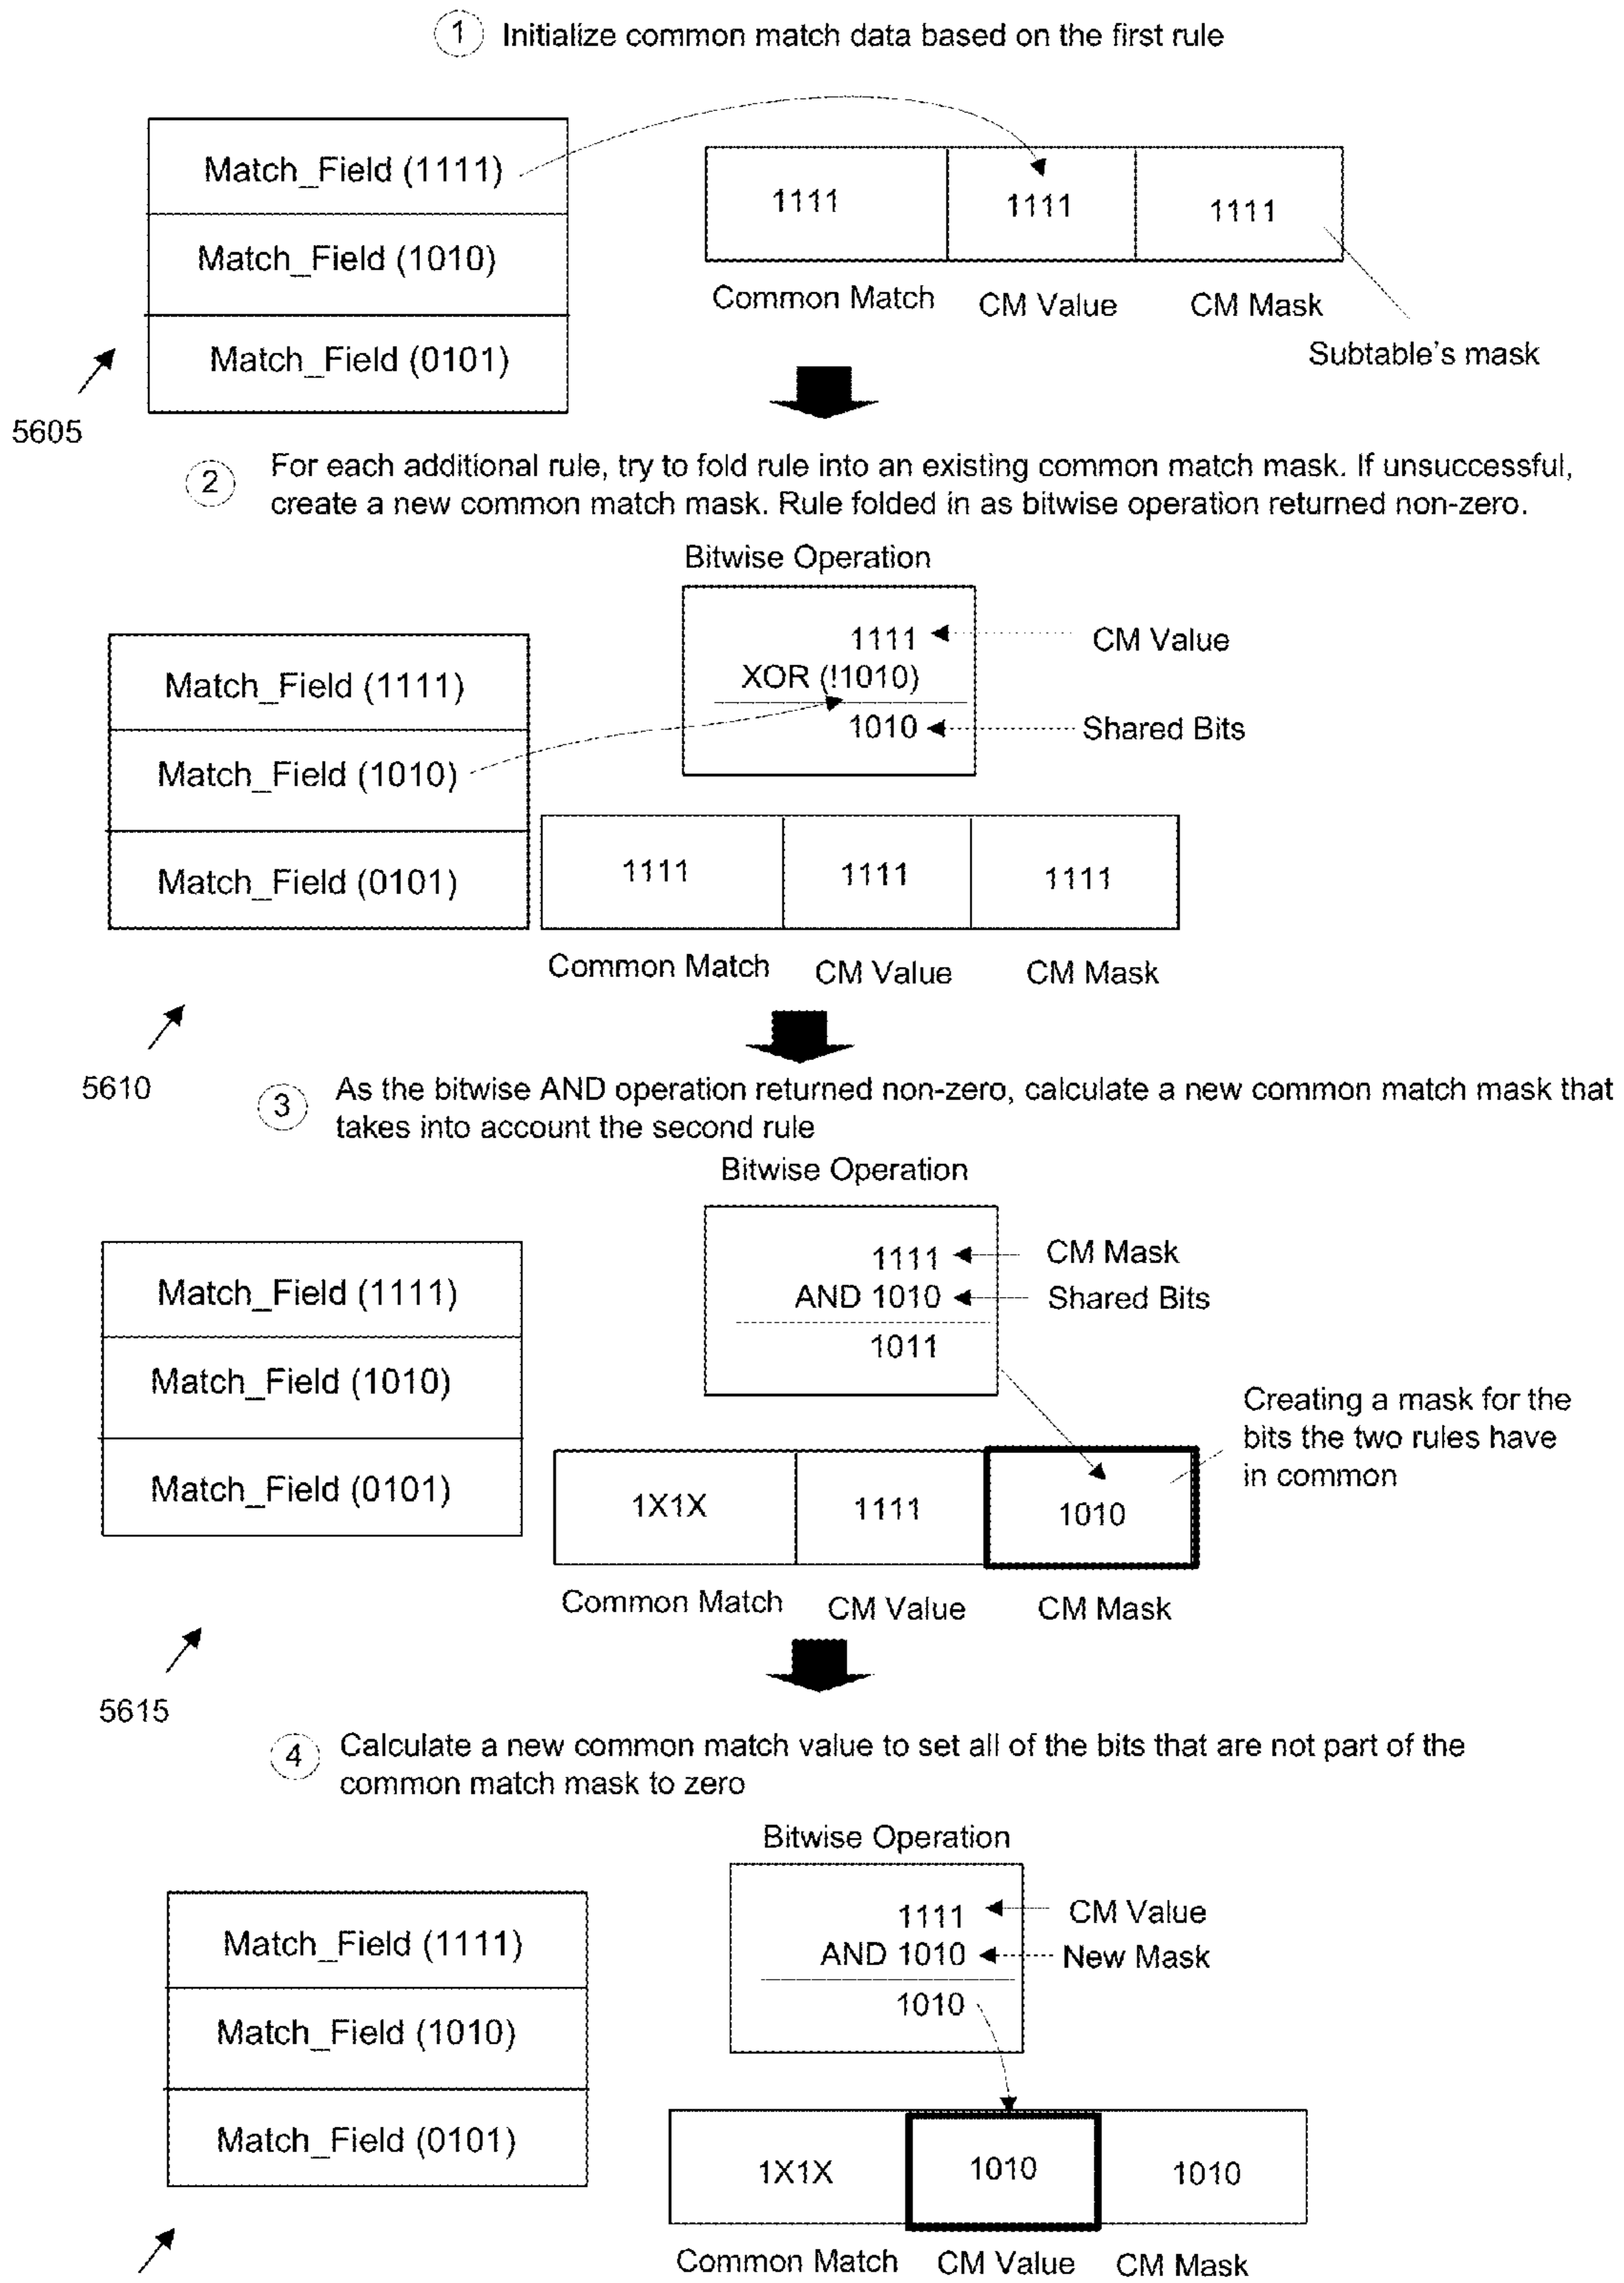 1 Initialize common match data based on the first rule
Match_Field (1111)
Match_Field (1010)
Match_Field (0101)
1111
1111
1111
Common Match
CM Value
CM Mask
Subtable's mask
5605
2 For each additional rule, try to fold rule into an existing common match mask. If unsuccessful,
create a new common match mask. Rule folded in as bitwise operation returned non-zero.
Bitwise Operation
1111
CM Value
XOR (!1010)
1010
Shared Bits
Match_Field (1111)
Match_Field (1010)
Match_Field (0101)
1111
1111
1111
Common Match
CM Value
CM Mask
5610
3 As the bitwise AND operation returned non-zero, calculate a new common match mask that
takes into account the second rule
Bitwise Operation
1111
CM Mask
AND 1010
Shared Bits
1011
Match_Field (1111)
Match_Field (1010)
Match_Field (0101)
Creating a mask for the
bits the two rules have
in common
1X1X
1111
1010
Common Match
CM Value
CM Mask
5615
4 Calculate a new common match value to set all of the bits that are not part of the
common match mask to zero
Bitwise Operation
1111
CM Value
AND 1010
New Mask
1010
Match_Field (1111)
Match_Field (1010)
Match_Field (0101)
1X1X
1010
1010
Common Match
CM Value
CM Mask